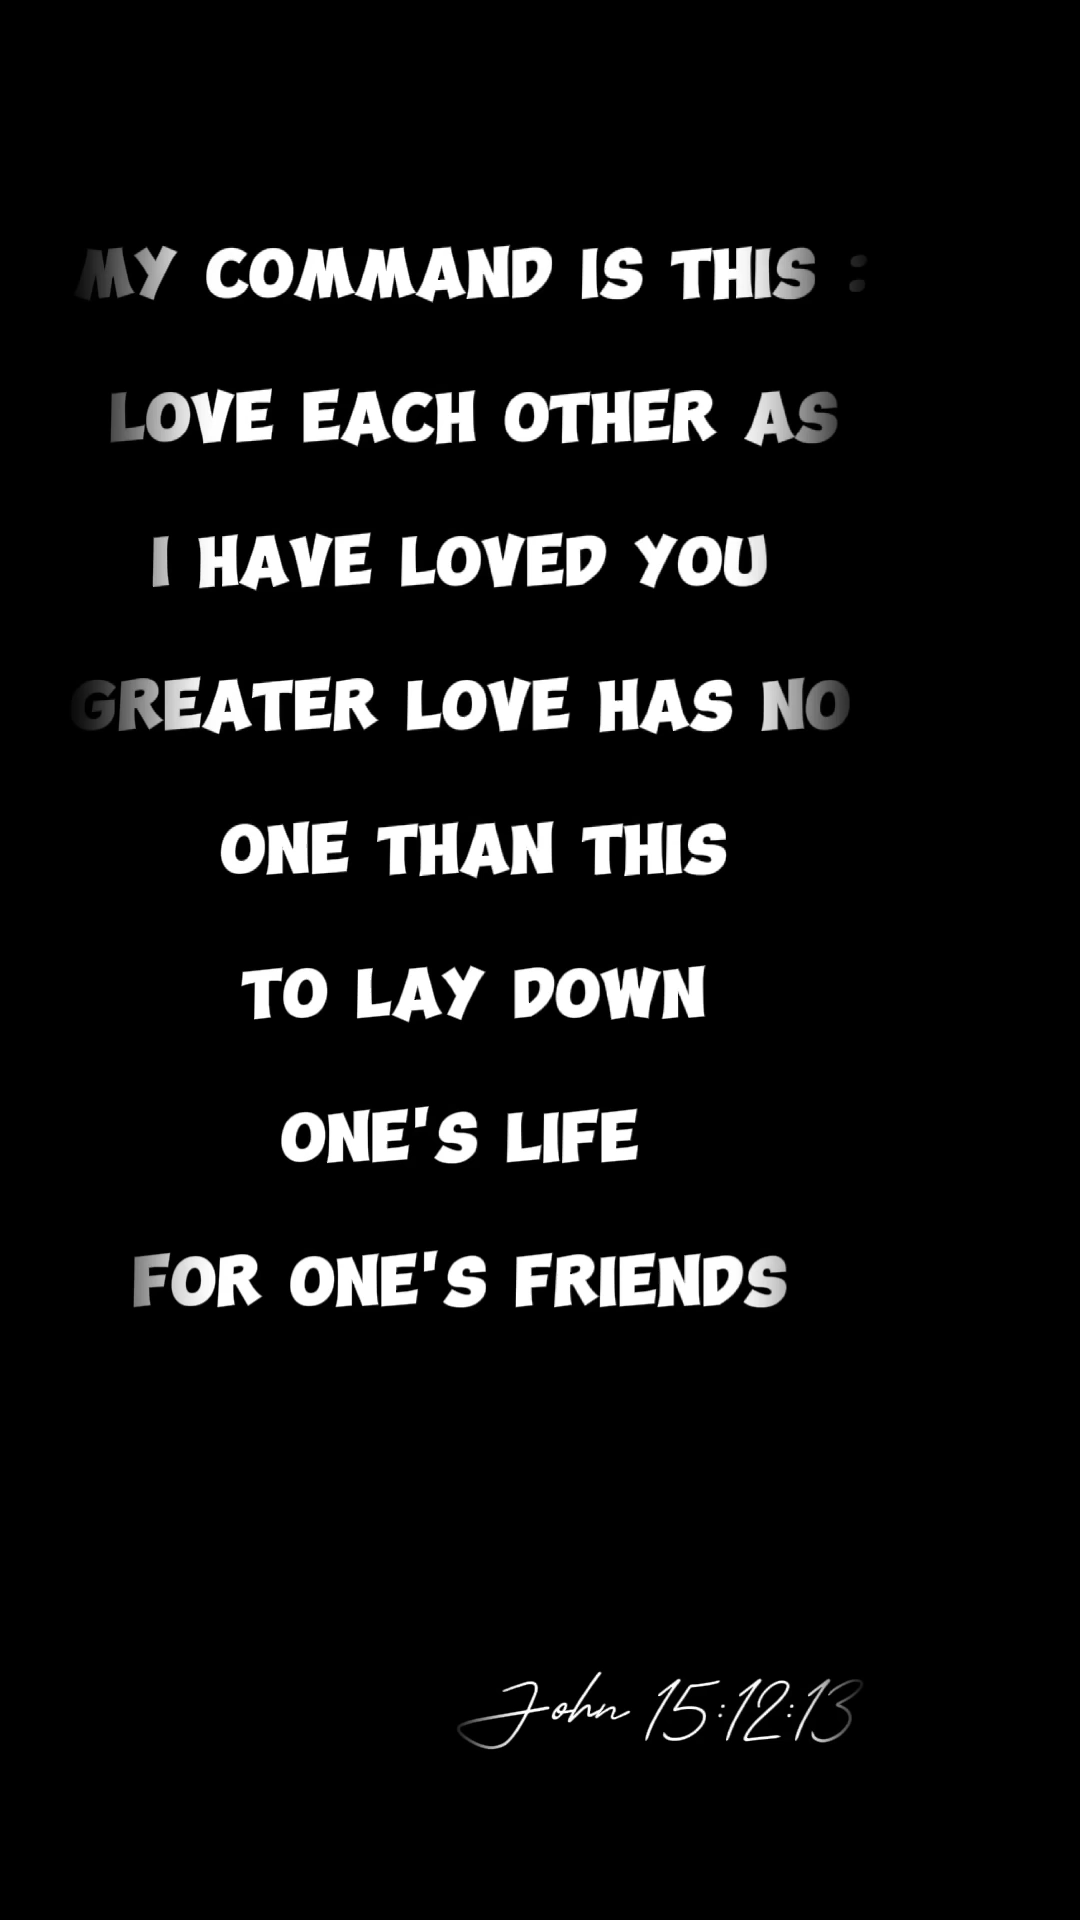 MY COMMAND IS THIS :
LOVE EACH OTHER AS
I HAVE LOVED YOU
GREATER LOVE HAS NO
ONE THAN THIS
TO LAY DOWN
ONE'S LIFE
FOR ONE'S FRIENDS
John 15:12:13